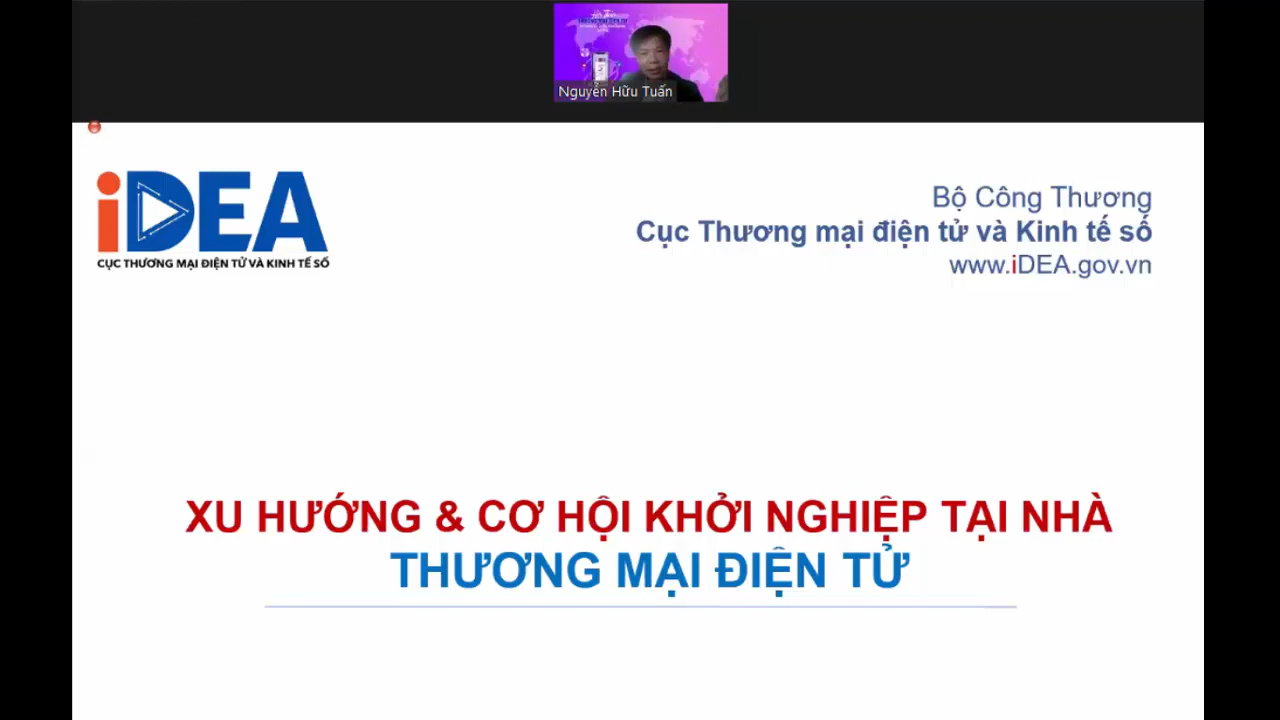 Nguyễn Hữu Tuấn
iDEA
CỤC THƯƠNG MẠI ĐIỆN TỬ VÀ KINH TẾ SỐ
Bộ Công Thương
Cục Thương mại điện tử và Kinh tế số
www.iDEA.gov.vn
XU HƯỚNG & CƠ HỘI KHỞI NGHIỆP TẠI NHÀ
THƯƠNG MẠI ĐIỆN TỬ